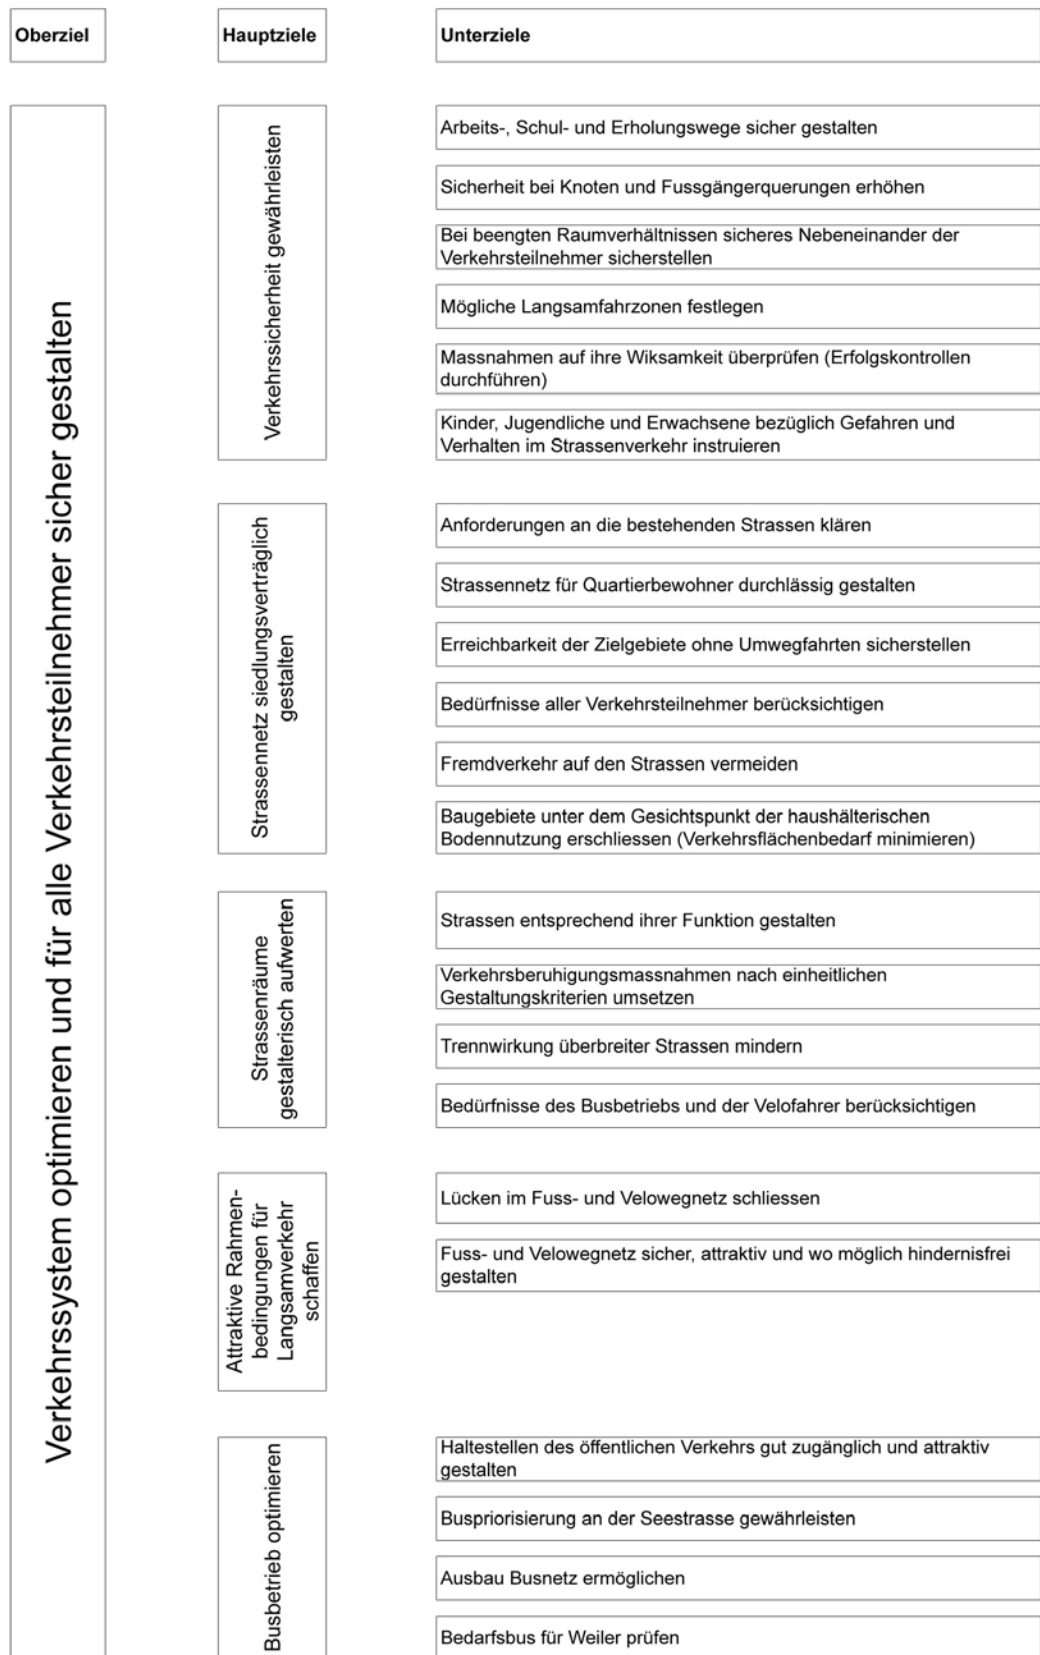 Oberziel
Hauptziele
Unterziele
Verkehrssystem optimieren und für alle Verkehrsteilnehmer sicher gestalten
Verkehrssicherheit gewährleisten
Arbeits-, Schul- und Erholungswege sicher gestalten
Sicherheit bei Knoten und Fussgängerquerungen erhöhen
Bei beengten Raumverhältnissen sicheres Nebeneinander der
Verkehrsteilnehmer sicherstellen
Mögliche Langsamfahrzonen festlegen
Massnahmen auf ihre Wiksamkeit überprüfen (Erfolgskontrollen
durchführen)
Kinder, Jugendliche und Erwachsene bezüglich Gefahren und
Verhalten im Strassenverkehr instruieren
Strassennetz siedlungsverträglich
gestalten
Anforderungen an die bestehenden Strassen klären
Strassennetz für Quartierbewohner durchlässig gestalten
Erreichbarkeit der Zielgebiete ohne Umwegfahrten sicherstellen
Bedürfnisse aller Verkehrsteilnehmer berücksichtigen
Fremdverkehr auf den Strassen vermeiden
Baugebiete unter dem Gesichtspunkt der haushälterischen
Bodennutzung erschliessen (Verkehrsflächenbedarf minimieren)
Strassenräume
gestalterisch aufwerten
Strassen entsprechend ihrer Funktion gestalten
Verkehrsberuhigungsmassnahmen nach einheitlichen
Gestaltungskriterien umsetzen
Trennwirkung überbreiter Strassen mindern
Bedürfnisse des Busbetriebs und der Velofahrer berücksichtigen
Attraktive Rahmen-
bedingungen für
Langsamverkehr
schaffen
Lücken im Fuss- und Velowegnetz schliessen
Fuss- und Velowegnetz sicher, attraktiv und wo möglich hindernisfrei
gestalten
Busbetrieb optimieren
Haltestellen des öffentlichen Verkehrs gut zugänglich und attraktiv
gestalten
Buspriorisierung an der Seestrasse gewährleisten
Ausbau Busnetz ermöglichen
Bedarfsbus für Weiler prüfen